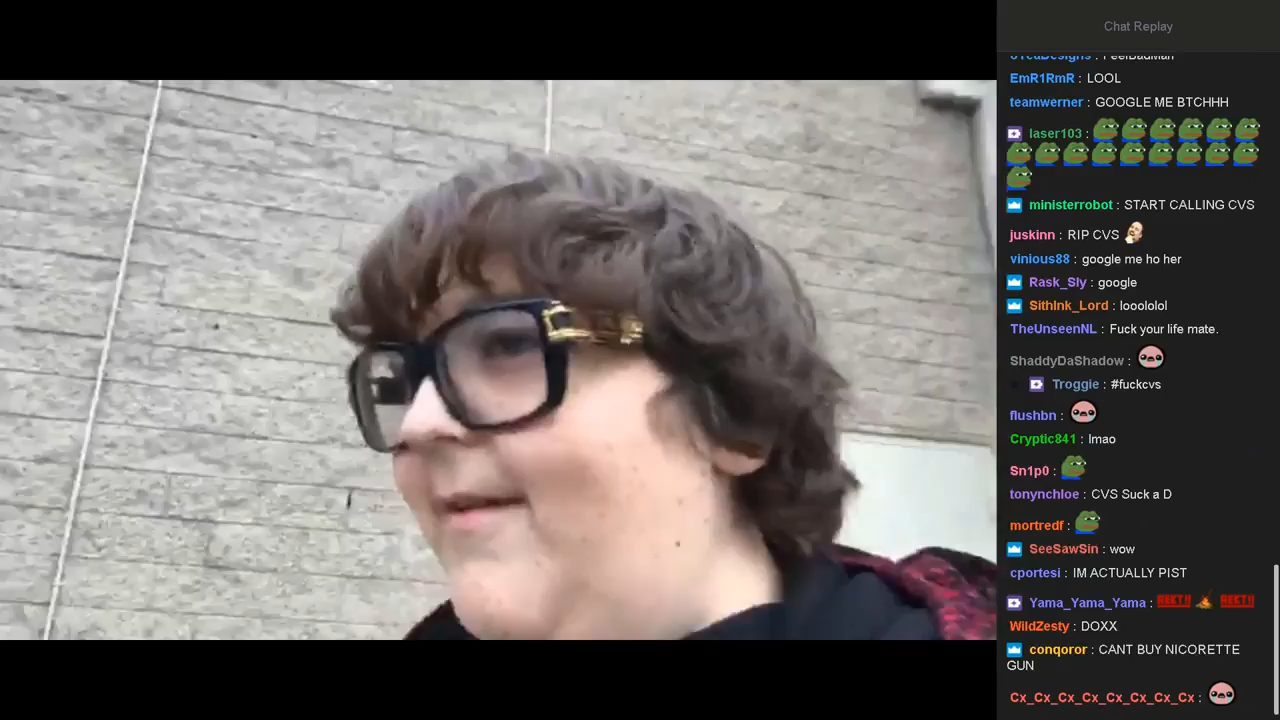 Chat Replay
EmR1RmR : LOOL
teamwerner : GOOGLE ME BTCHHH
laser103 :
ministerrobot : START CALLING CVS
juskinn : RIP CVS
vinious88 : google me ho her
Rask_Sly : google
SithInk_Lord : looololol
TheUnseenNL : Fuck your life mate.
ShaddyDaShadow :
Troggie : #fuckcvs
flushbn :
Cryptic841 : lmao
Sn1p0 :
tonynchloe : CVS Suck a D
mortredf :
SeeSawSin : wow
cportesi : IM ACTUALLY PIST
Yama_Yama_Yama : REKT!! REKT!!
WildZesty : DOXX
conqoror : CANT BUY NICORETTE
GUN
Cx_Cx_Cx_Cx_Cx_Cx_Cx_Cx :